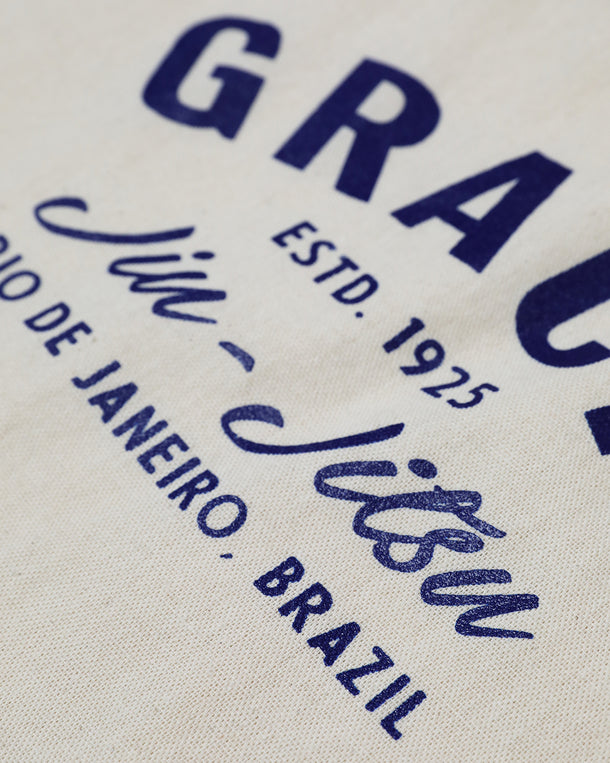 GRAC
ESTD. 1925
Jiu-Jitsu
RIO DE JANEIRO, BRAZIL